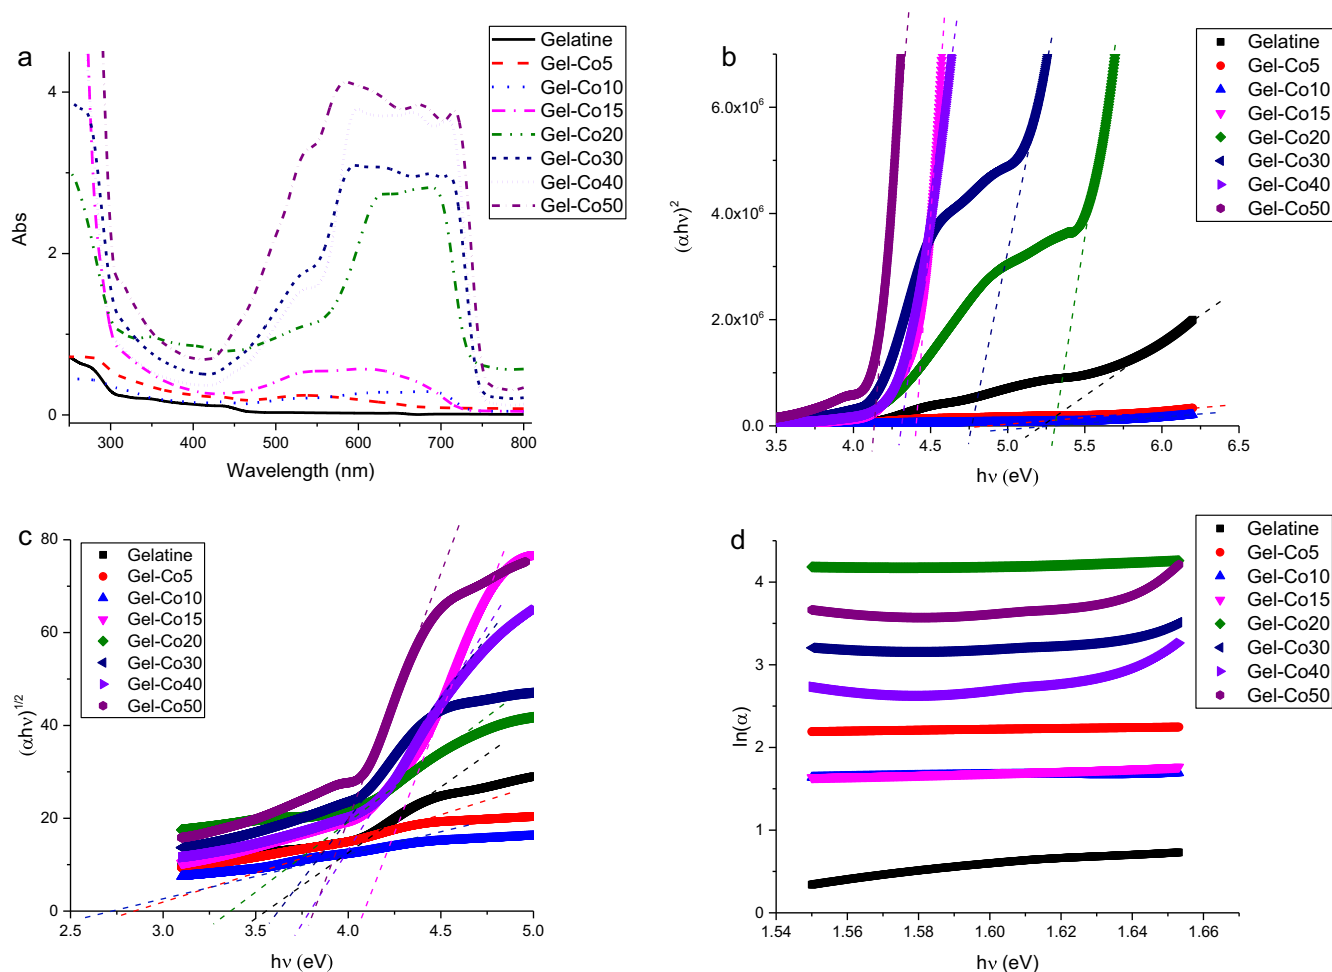 a
Abs
4
2
0
300
400
500
600
700
800
Wavelength (nm)
Gelatine
Gel-Co5
Gel-Co10
Gel-Co15
Gel-Co20
Gel-Co30
Gel-Co40
Gel-Co50
b
(αhν)²
6.0x10⁶
4.0x10⁶
2.0x10⁶
0.0
3.5
4.0
4.5
5.0
5.5
6.0
6.5
hν (eV)
Gelatine
Gel-Co5
Gel-Co10
Gel-Co15
Gel-Co20
Gel-Co30
Gel-Co40
Gel-Co50
c
(αhν)¹/²
80
60
40
20
0
2.5
3.0
3.5
4.0
4.5
5.0
hν (eV)
Gelatine
Gel-Co5
Gel-Co10
Gel-Co15
Gel-Co20
Gel-Co30
Gel-Co40
Gel-Co50
d
ln(α)
4
3
2
1
0
1.54
1.56
1.58
1.60
1.62
1.64
1.66
hν (eV)
Gelatine
Gel-Co5
Gel-Co10
Gel-Co15
Gel-Co20
Gel-Co30
Gel-Co40
Gel-Co50